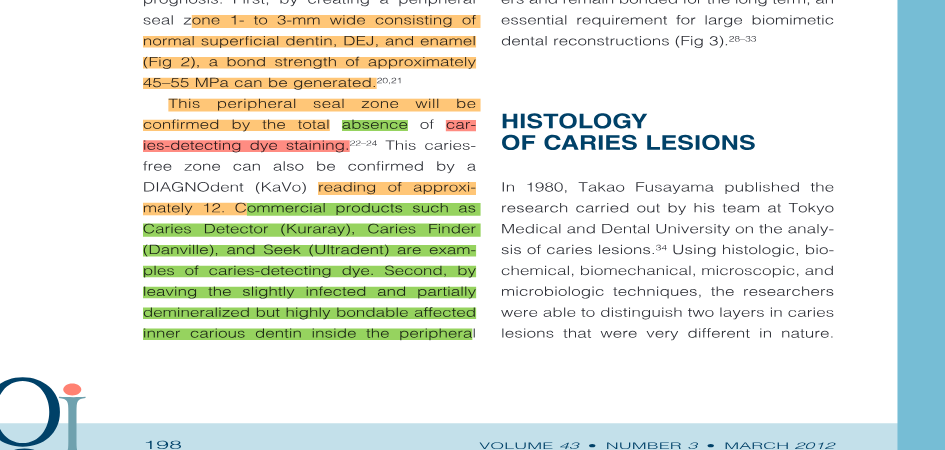 prognosis. First, by creating a peripheral
seal zone 1- to 3-mm wide consisting of
normal superficial dentin, DEJ, and enamel
(Fig 2), a bond strength of approximately
45–55 MPa can be generated.20,21
This peripheral seal zone will be
confirmed by the total absence of car-
ies-detecting dye staining.22–24 This caries-
free zone can also be confirmed by a
DIAGNOdent (KaVo) reading of approxi-
mately 12. Commercial products such as
Caries Detector (Kuraray), Caries Finder
(Danville), and Seek (Ultradent) are exam-
ples of caries-detecting dye. Second, by
leaving the slightly infected and partially
demineralized but highly bondable affected
inner carious dentin inside the peripheral
ers and remain bonded for the long term, an
essential requirement for large biomimetic
dental reconstructions (Fig 3).28–33
HISTOLOGY
OF CARIES LESIONS
In 1980, Takao Fusayama published the
research carried out by his team at Tokyo
Medical and Dental University on the analy-
sis of caries lesions.34 Using histologic, bio-
chemical, biomechanical, microscopic, and
microbiologic techniques, the researchers
were able to distinguish two layers in caries
lesions that were very different in nature.
Qi
198
VOLUME 43 • NUMBER 3 • MARCH 2012